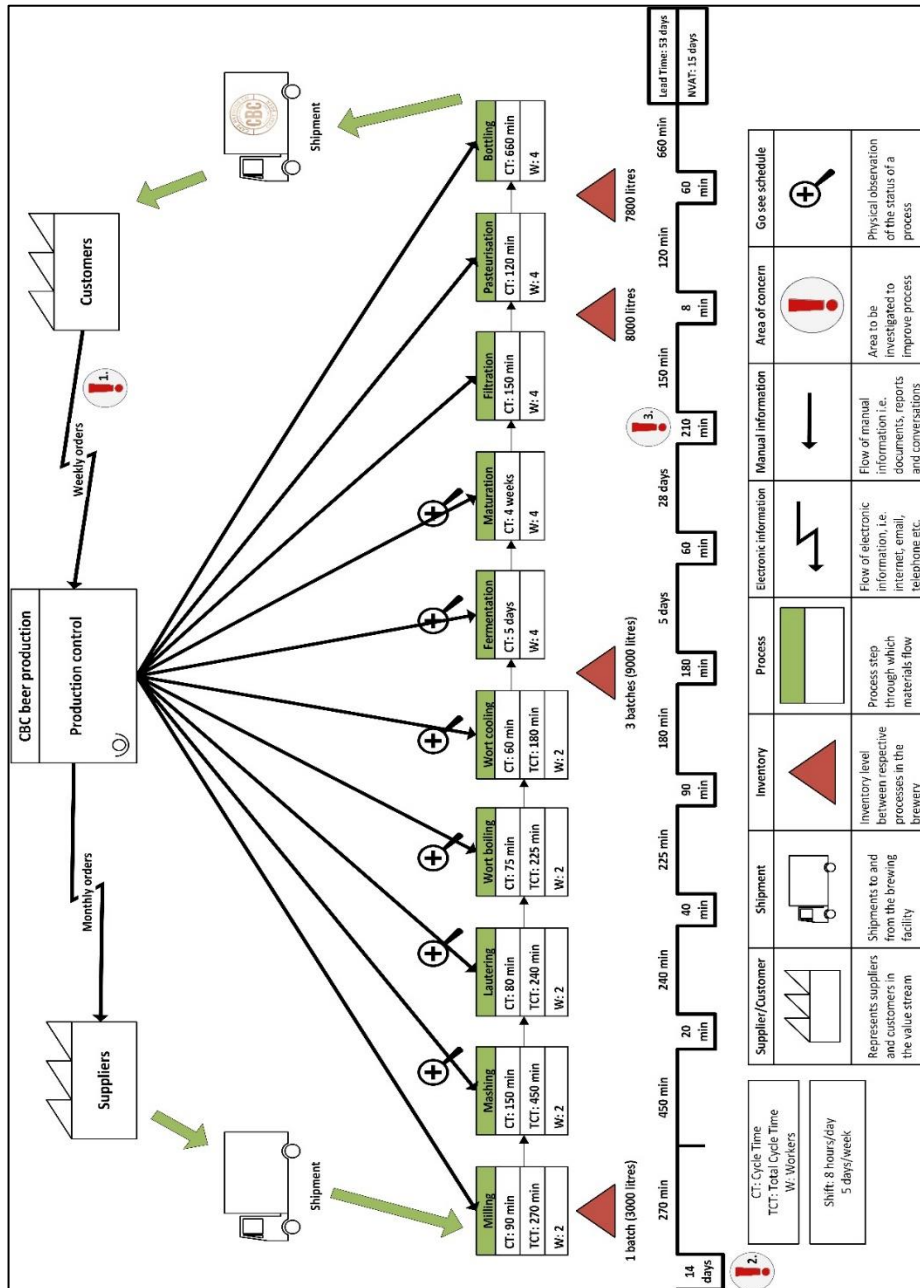 CBC beer production
Production control
Suppliers
Monthly orders
Weekly orders
Customers
1.
Shipment
Shipment
CBC
Milling
CT: 90 min
TCT: 270 min
W: 2
Mashing
CT: 150 min
TCT: 450 min
W: 2
Lautering
CT: 80 min
TCT: 240 min
W: 2
Wort boiling
CT: 75 min
TCT: 225 min
W: 2
Wort cooling
CT: 60 min
TCT: 180 min
W: 2
Fermentation
CT: 5 days
W: 4
Maturation
CT: 4 weeks
W: 4
Filtration
CT: 150 min
W: 4
Pasteurisation
CT: 120 min
W: 4
Bottling
CT: 660 min
W: 4
1 batch (3000 litres)
3 batches (9000 litres)
8000 litres
7800 litres
14
days
2.
270 min
450 min
20
min
240 min
40
min
225 min
90
min
180 min
180
min
5 days
60
min
28 days
210
min
3.
150 min
8
min
120 min
60
min
660 min
Lead Time: 53 days
NVAT: 15 days
CT: Cycle Time
TCT: Total Cycle Time
W: Workers
Shift: 8 hours/day
5 days/week
Supplier/Customer
Represents suppliers
and customers in
the value stream
Shipment
Shipments to and
from the brewing
facility
Inventory
Inventory level
between respective
processes in the
brewery
Process
Process step
through which
materials flow
Electronic information
Flow of electronic
information, i.e.
internet, email,
telephone etc.
Manual information
Flow of manual
information i.e.
documents, reports
and conversations
Area of concern
Area to be
investigated to
improve process
Go see schedule
Physical observation
of the status of a
process